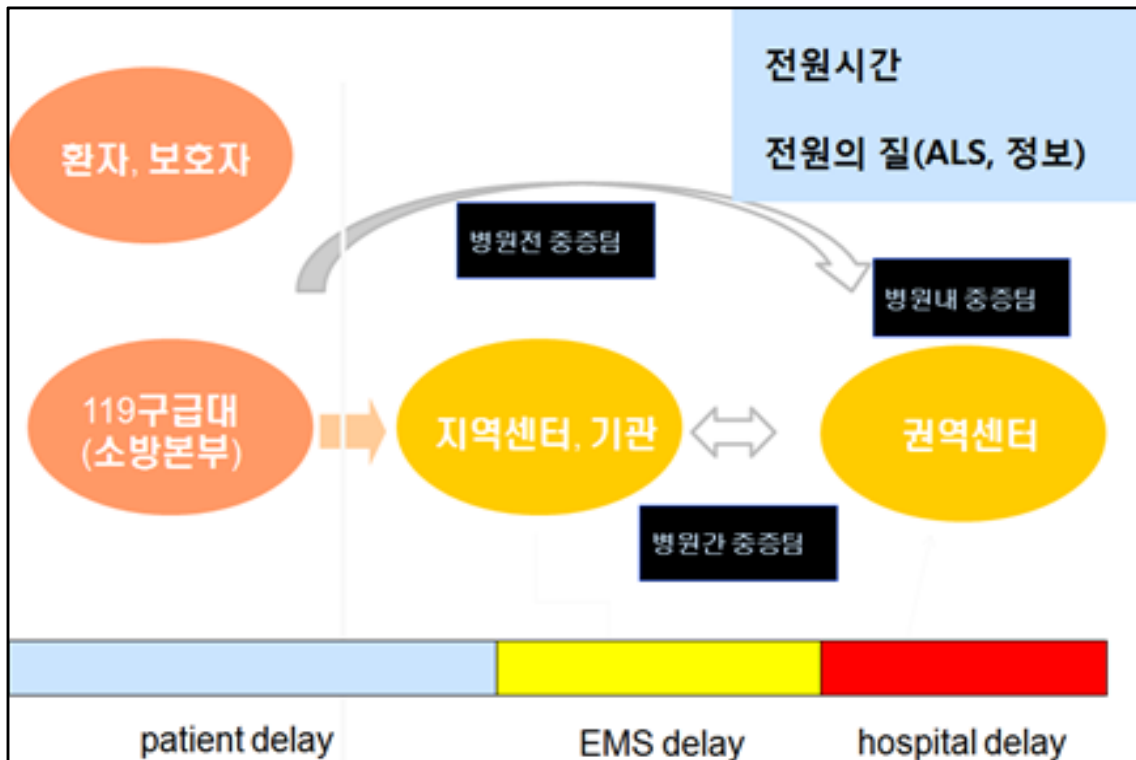 전원시간
전원의 질(ALS, 정보)
환자, 보호자
병원전 중증팀
병원내 중증팀
119구급대
(소방본부)
지역센터, 기관
권역센터
병원간 중증팀
patient delay
EMS delay
hospital delay